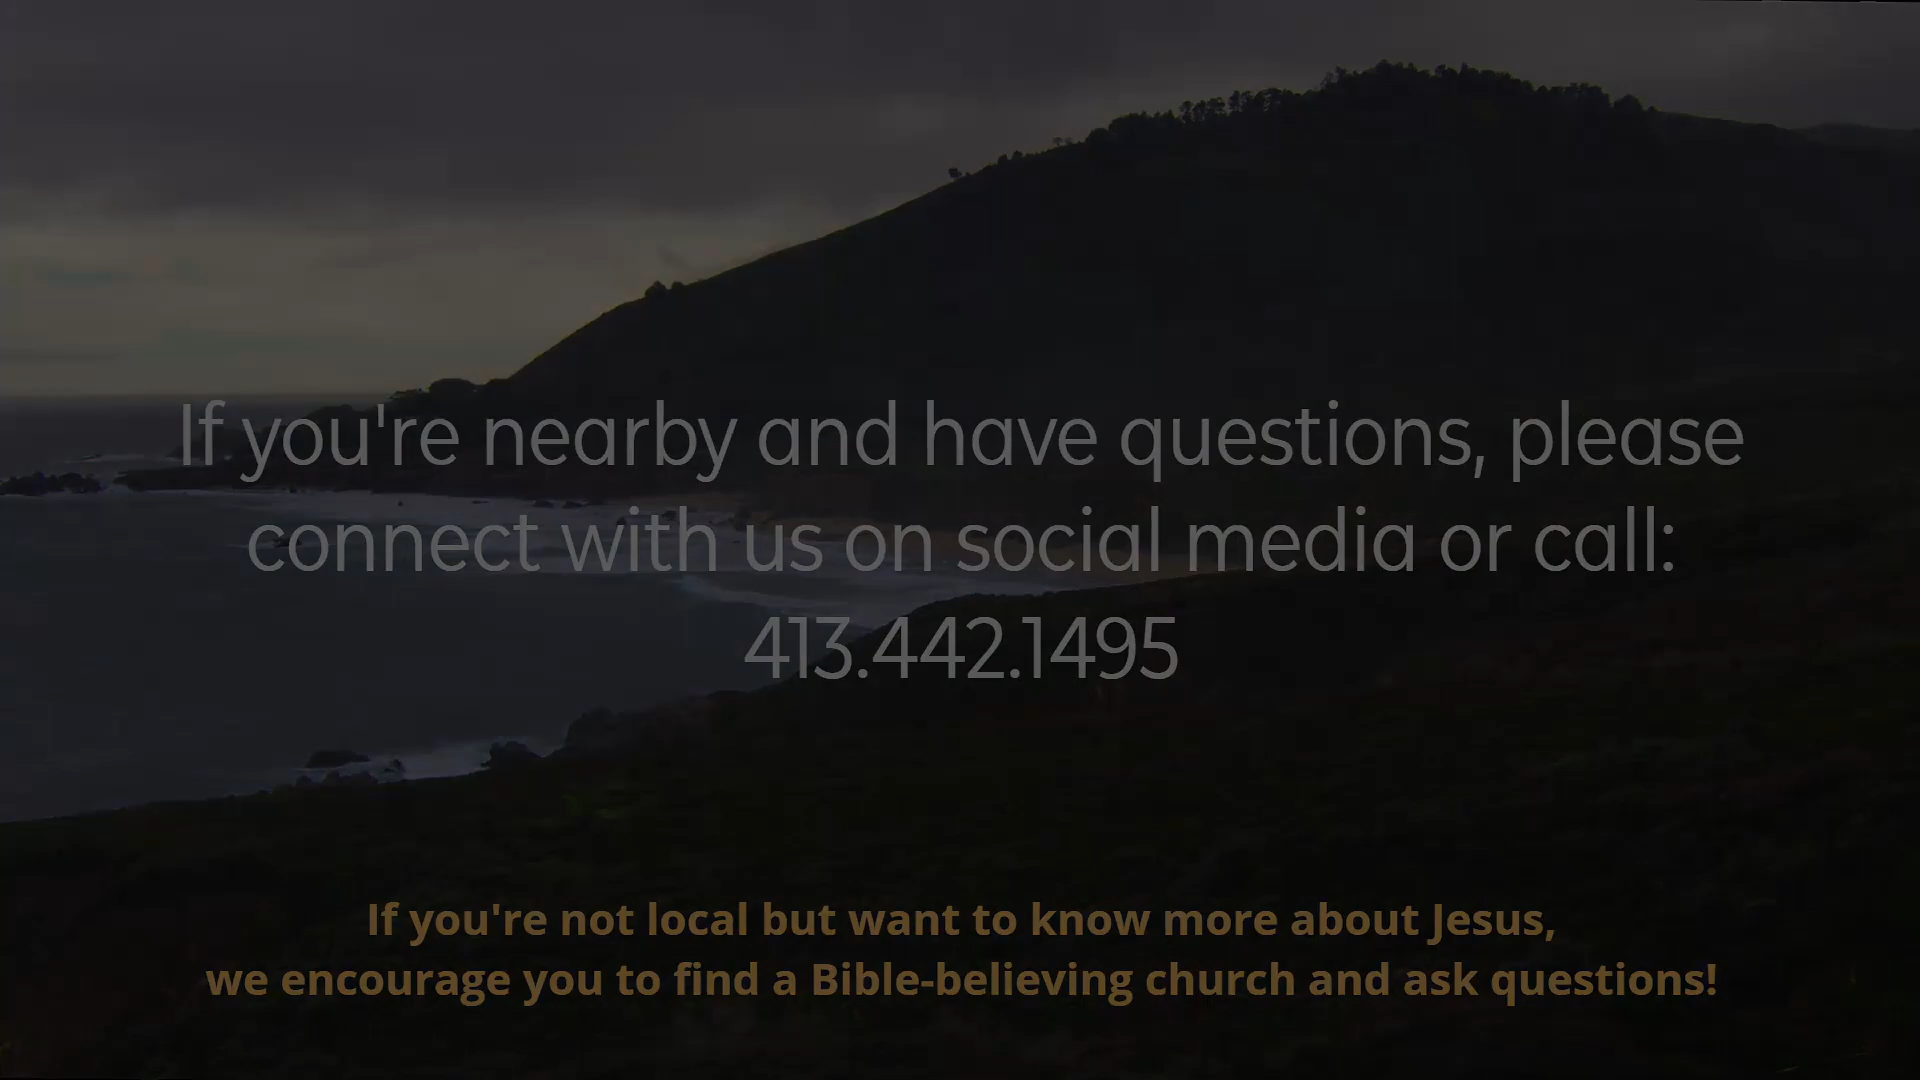 If you're nearby and have questions, please
connect with us on social media or call:
413.442.1495
If you're not local but want to know more about Jesus,
we encourage you to find a Bible-believing church and ask questions!